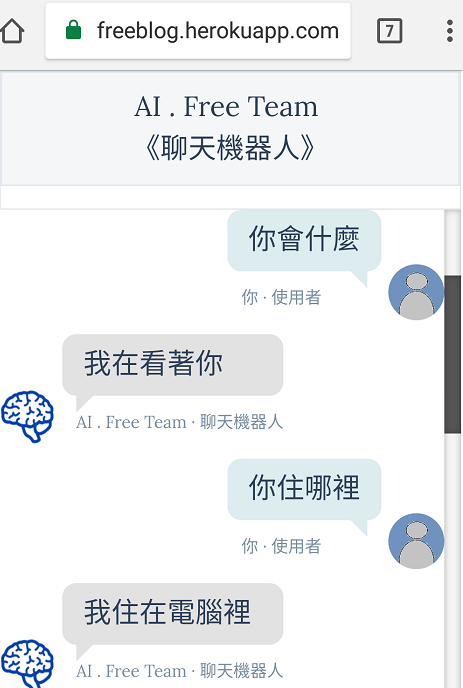 freeblog.herokuapp.com
7
AI . Free Team
《聊天機器人》
你會什麼
你 · 使用者
我在看著你
AI . Free Team · 聊天機器人
你住哪裡
你 · 使用者
我住在電腦裡
AI . Free Team · 聊天機器人